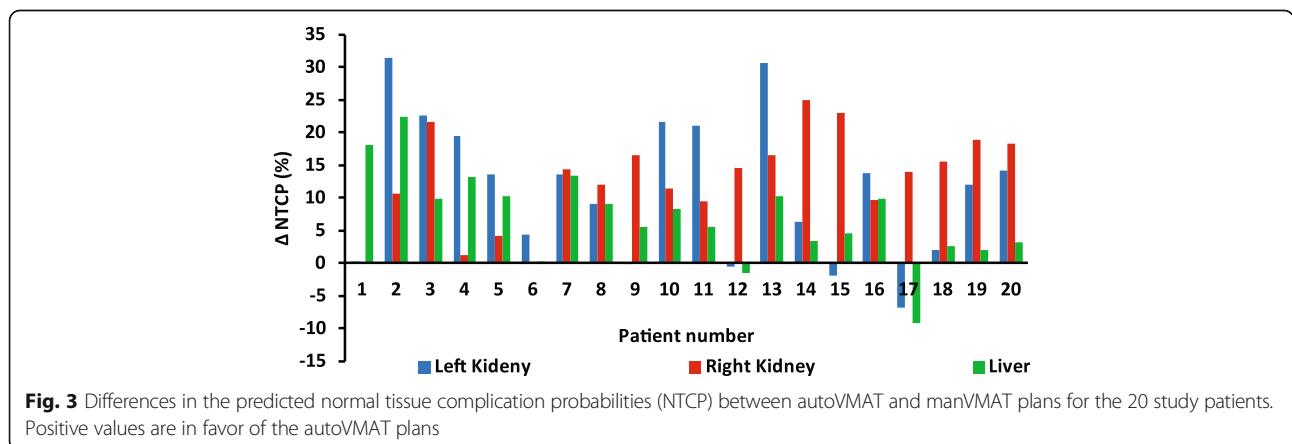 35
30
25
20
15
10
5
0
-5
-10
-15
Δ NTCP (%)
1 2 3 4 5 6 7 8 9 10 11 12 13 14 15 16 17 18 19 20
Patient number
Left Kideny Right Kidney Liver
Fig. 3 Differences in the predicted normal tissue complication probabilities (NTCP) between autoVMAT and manVMAT plans for the 20 study patients.
Positive values are in favor of the autoVMAT plans